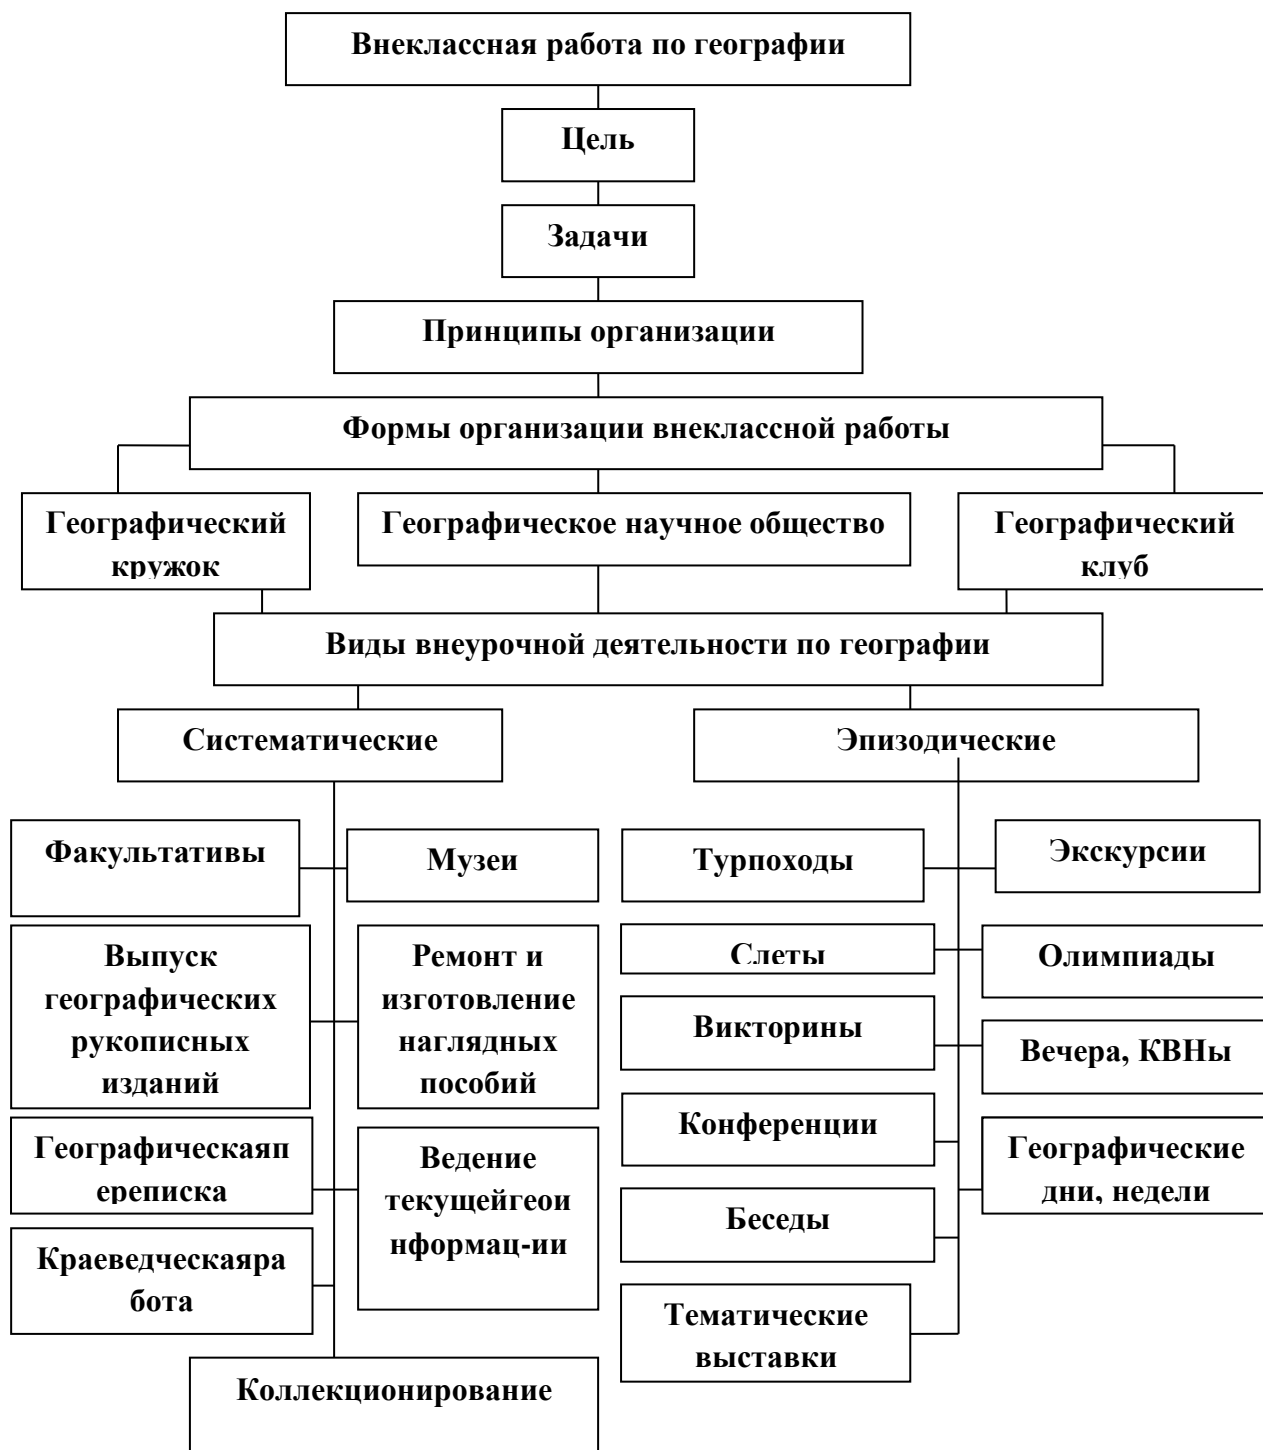 Внеклассная работа по географии
Цель
Задачи
Принципы организации
Формы организации внеклассной работы
Географический
кружок
Географическое научное общество
Географический
клуб
Виды внеурочной деятельности по географии
Систематические
Эпизодические
Факультативы
Музеи
Турпоходы
Экскурсии
Выпуск
географических
рукописных
изданий
Ремонт и
изготовление
наглядных
пособий
Слеты
Олимпиады
Викторины
Вечера, КВНы
Географическаяп
ереписка
Ведение
текущейгеои
нформац-ии
Конференции
Географические
дни, недели
Беседы
Краеведческаяра
бота
Тематические
выставки
Коллекционирование